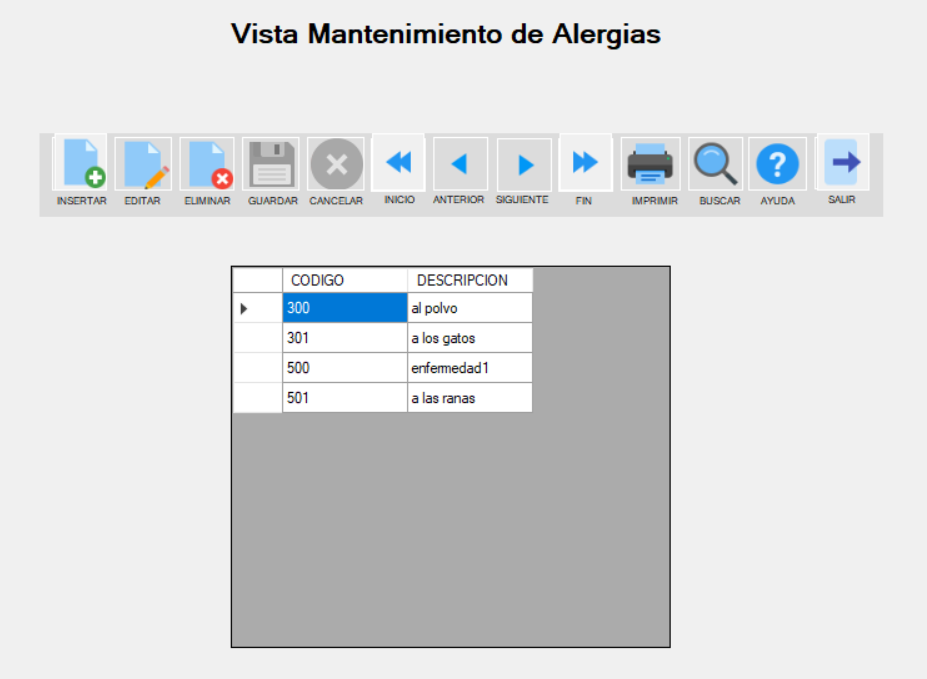 Vista Mantenimiento de Alergias
INSERTAR EDITAR ELIMINAR GUARDAR CANCELAR INICIO ANTERIOR SIGUIENTE FIN IMPRIMIR BUSCAR AYUDA SALIR
CODIGO DESCRIPCION
300 al polvo
301 a los gatos
500 enfermedad1
501 a las ranas